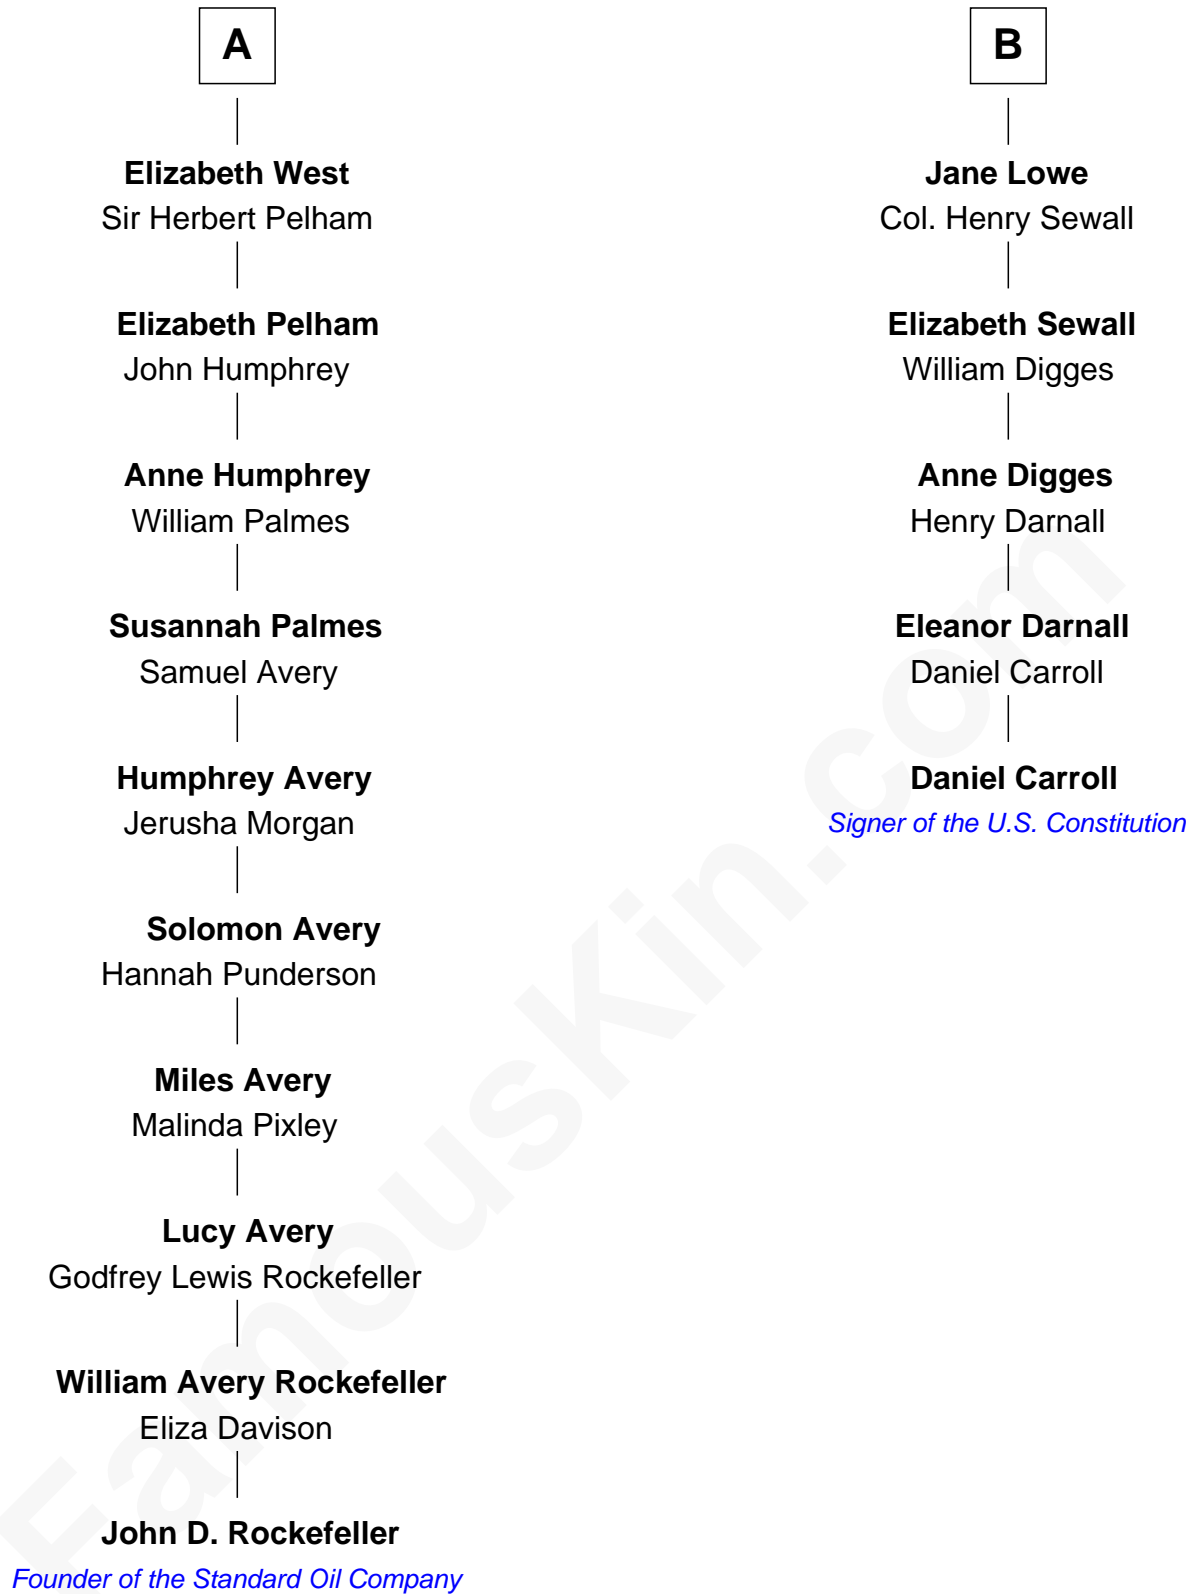 A
Elizabeth West
Sir Herbert Pelham
Elizabeth Pelham
John Humphrey
Anne Humphrey
William Palmes
Susannah Palmes
Samuel Avery
Humphrey Avery
Jerusha Morgan
Solomon Avery
Hannah Punderson
Miles Avery
Malinda Pixley
Lucy Avery
Godfrey Lewis Rockefeller
William Avery Rockefeller
Eliza Davison
John D. Rockefeller
Founder of the Standard Oil Company
B
Jane Lowe
Col. Henry Sewall
Elizabeth Sewall
William Digges
Anne Digges
Henry Darnall
Eleanor Darnall
Daniel Carroll
Daniel Carroll
Signer of the U.S. Constitution
FamousKin.com